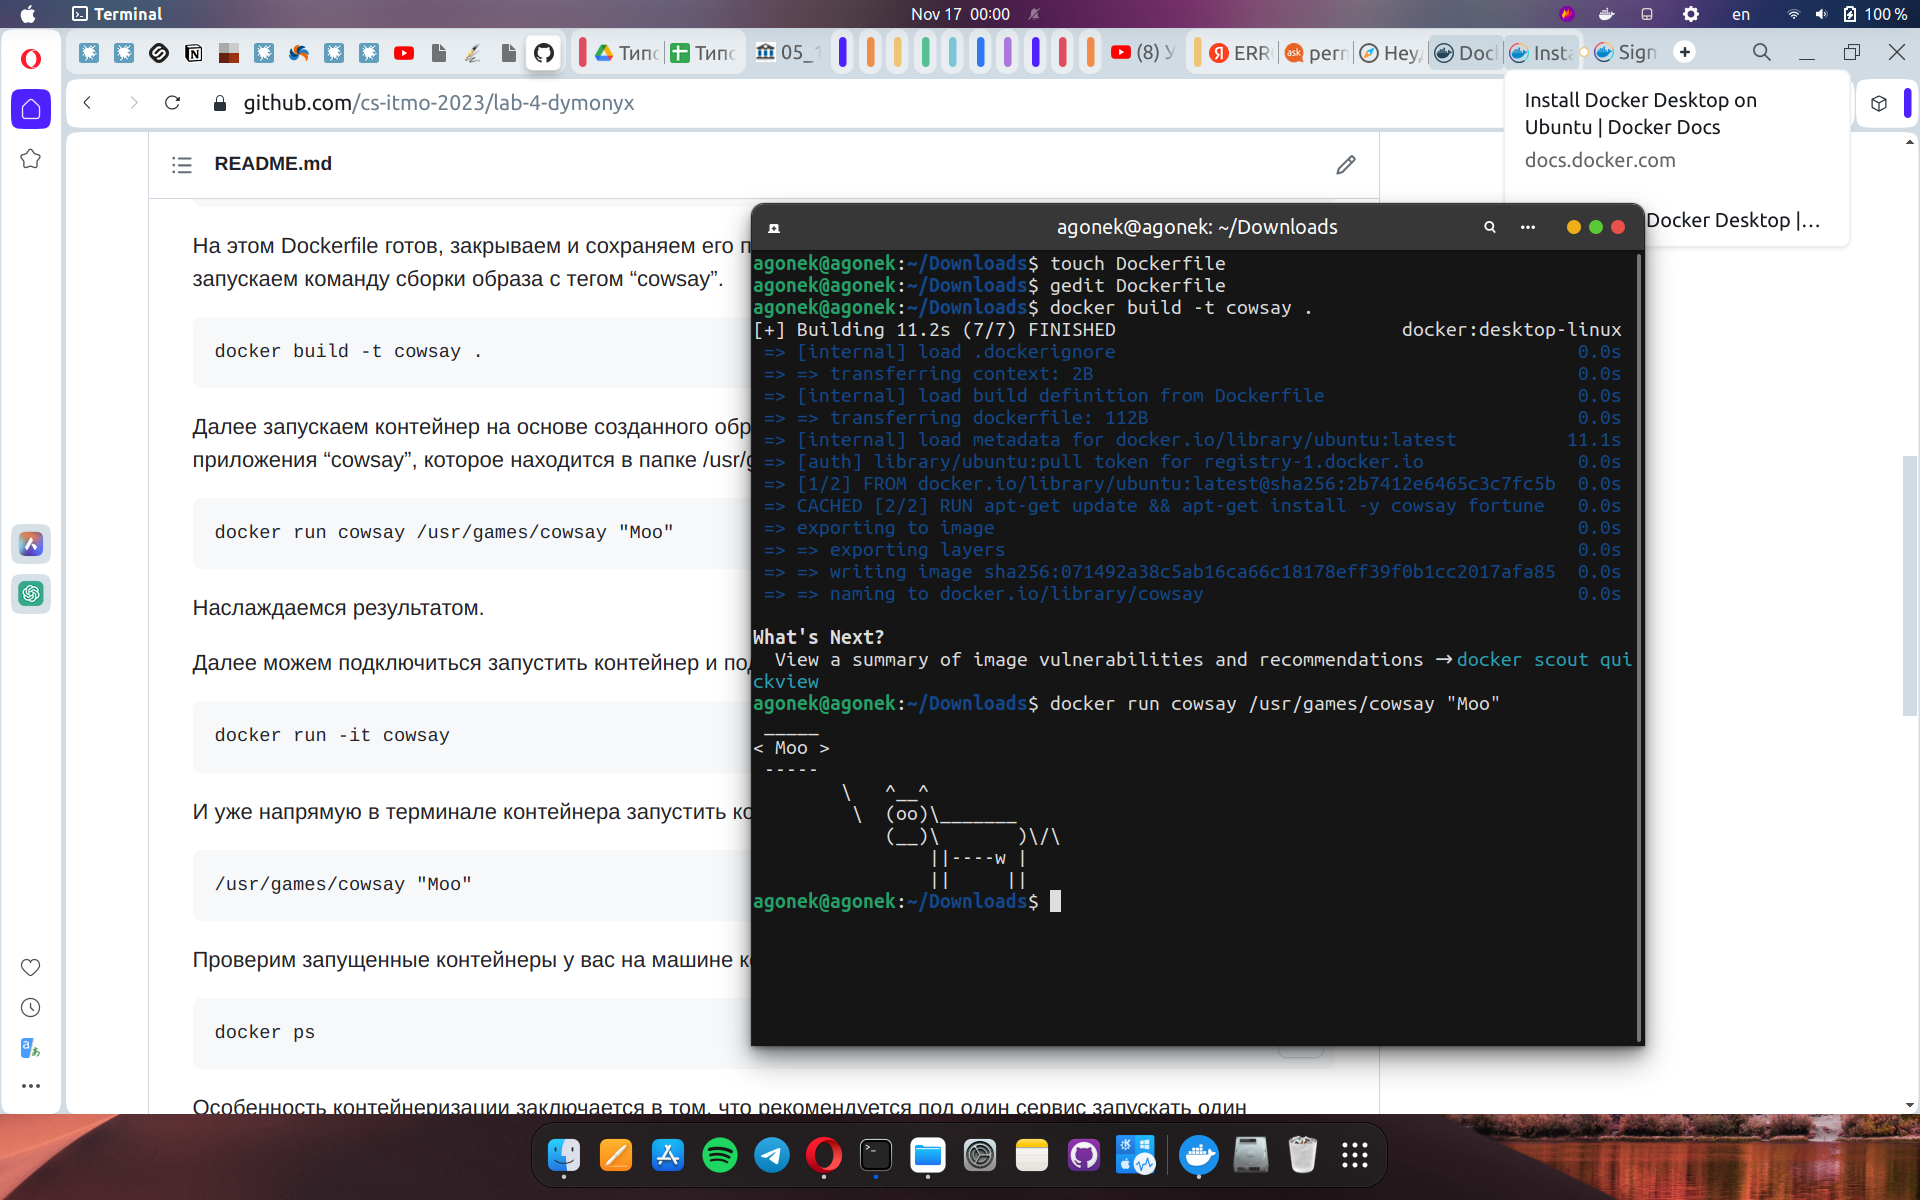 Terminal
Nov 17 00:00
en
100 %
Типо
Типо
05_1
(8) У
ERR
perm
Неу
Doc
Insta
Sign
github.com/cs-itmo-2023/lab-4-dymonyx
Install Docker Desktop on
Ubuntu | Docker Docs
docs.docker.com
Docker Desktop |...
README.md
На этом Dockerfile готов, закрываем и сохраняем его п
запускаем команду сборки образа с тегом “cowsay”.
docker build -t cowsay .
Далее запускаем контейнер на основе созданного обр
приложения “cowsay”, которое находится в папке /usr/g
docker run cowsay /usr/games/cowsay "Moo"
Наслаждаемся результатом.
Далее можем подключиться запустить контейнер и под
docker run -it cowsay
И уже напрямую в терминале контейнера запустить ко
/usr/games/cowsay "Moo"
Проверим запущенные контейнеры у вас на машине ко
docker ps
Особенность контейнеризации заключается в том, что рекомендуется под один сервис запускать один
agonek@agonek: ~/Downloads
agonek@agonek:~/Downloads$ touch Dockerfile
agonek@agonek:~/Downloads$ gedit Dockerfile
agonek@agonek:~/Downloads$ docker build -t cowsay .
[+] Building 11.2s (7/7) FINISHED docker:desktop-linux
=> [internal] load .dockerignore 0.0s
=> => transferring context: 2B 0.0s
=> [internal] load build definition from Dockerfile 0.0s
=> => transferring dockerfile: 112B 0.0s
=> [internal] load metadata for docker.io/library/ubuntu:latest 11.1s
=> [auth] library/ubuntu:pull token for registry-1.docker.io 0.0s
=> [1/2] FROM docker.io/library/ubuntu:latest@sha256:2b7412e6465c3c7fc5b 0.0s
=> CACHED [2/2] RUN apt-get update && apt-get install -y cowsay fortune 0.0s
=> exporting to image 0.0s
=> => exporting layers 0.0s
=> => writing image sha256:071492a38c5ab16ca66c18178eff39f0b1cc2017afa85 0.0s
=> => naming to docker.io/library/cowsay 0.0s
What's Next?
View a summary of image vulnerabilities and recommendations → docker scout qui
ckview
agonek@agonek:~/Downloads$ docker run cowsay /usr/games/cowsay "Moo"
 _____
< Moo >
 -----
        \   ^__^
         \  (oo)\_______
            (__)\       )\/\
                ||----w |
                ||     ||
agonek@agonek:~/Downloads$